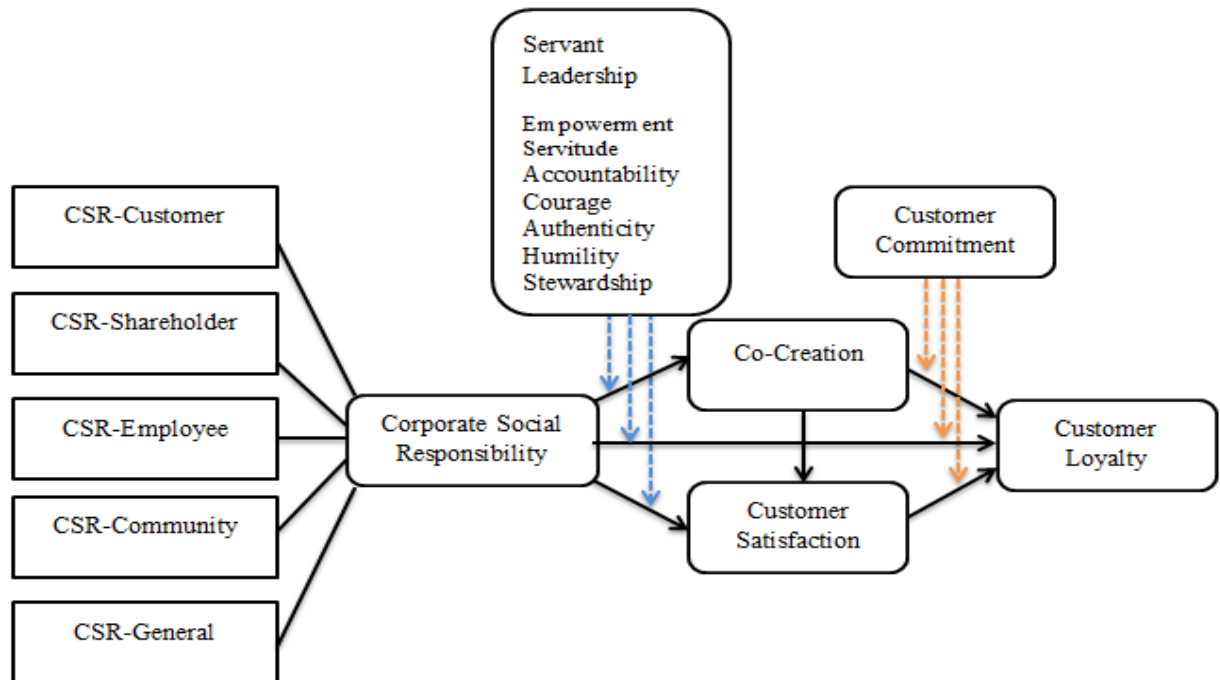 Servant
Leadership
Empowerment
Servitude
Accountability
Courage
Authenticity
Humility
Stewardship
CSR-Customer
CSR-Shareholder
CSR-Employee
CSR-Community
CSR-General
Corporate Social
Responsibility
Co-Creation
Customer
Satisfaction
Customer
Commitment
Customer
Loyalty